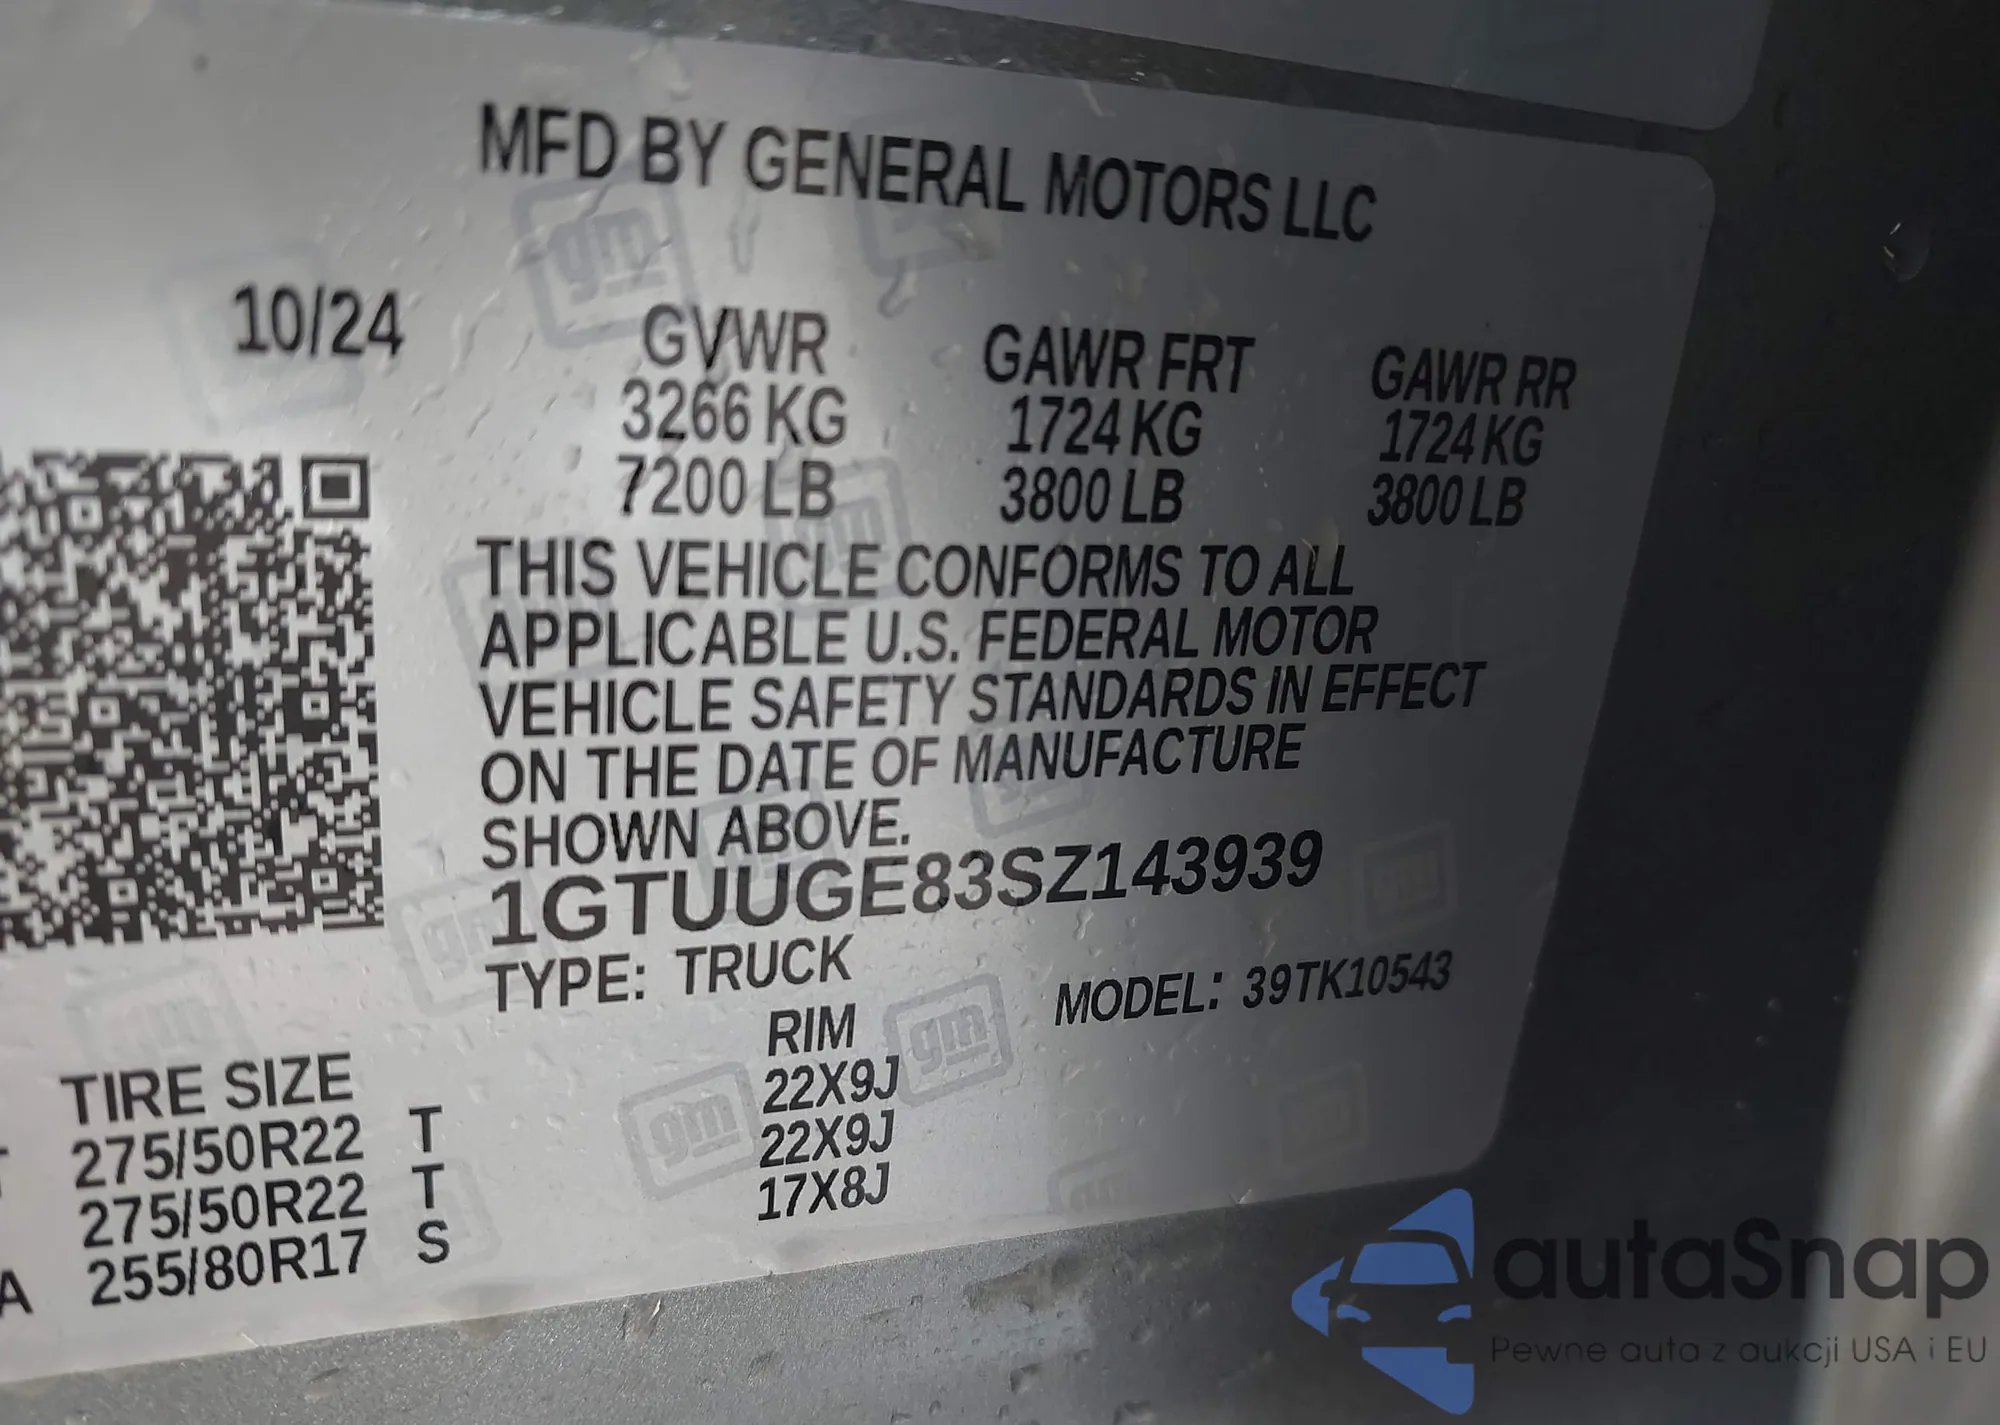 MFD BY GENERAL MOTORS LLC
10/24
GVWR GAWR FRT GAWR RR
3266 KG 1724 KG 1724 KG
7200 LB 3800 LB 3800 LB
THIS VEHICLE CONFORMS TO ALL
APPLICABLE U.S. FEDERAL MOTOR
VEHICLE SAFETY STANDARDS IN EFFECT
ON THE DATE OF MANUFACTURE
SHOWN ABOVE.
1GTUUGE83SZ143939
TYPE: TRUCK MODEL: 39TK10543
TIRE SIZE RIM
275/50R22 T 22X9J
275/50R22 T 22X9J
A 255/80R17 S 17X8J
gm
gm
gm
autaSnap
Pewne auta z aukcji USA i EU